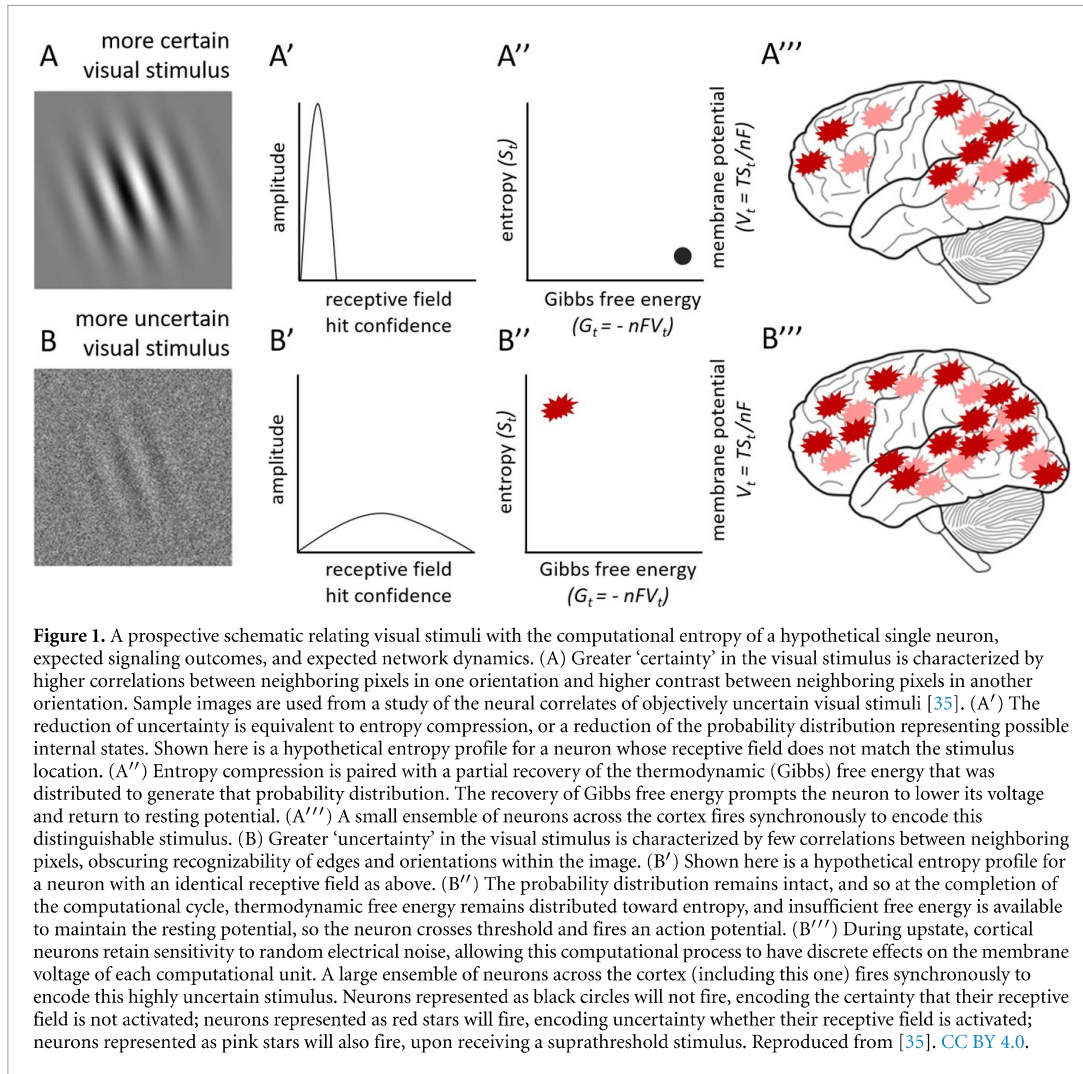 A
more certain
visual stimulus
A′
amplitude
receptive field
hit confidence
A′′
entropy (Sₜ)
Gibbs free energy
(Gₜ = - nFVₜ)
membrane potential
(Vₜ = TSₜ/nF)
A′′′
B
more uncertain
visual stimulus
B′
amplitude
receptive field
hit confidence
B′′
entropy (Sₜ)
Gibbs free energy
(Gₜ = - nFVₜ)
membrane potential
Vₜ = TSₜ/nF
B′′′
Figure 1. A prospective schematic relating visual stimuli with the computational entropy of a hypothetical single neuron,
expected signaling outcomes, and expected network dynamics. (A) Greater ‘certainty’ in the visual stimulus is characterized by
higher correlations between neighboring pixels in one orientation and higher contrast between neighboring pixels in another
orientation. Sample images are used from a study of the neural correlates of objectively uncertain visual stimuli [35]. (A′) The
reduction of uncertainty is equivalent to entropy compression, or a reduction of the probability distribution representing possible
internal states. Shown here is a hypothetical entropy profile for a neuron whose receptive field does not match the stimulus
location. (A′′) Entropy compression is paired with a partial recovery of the thermodynamic (Gibbs) free energy that was
distributed to generate that probability distribution. The recovery of Gibbs free energy prompts the neuron to lower its voltage
and return to resting potential. (A′′′) A small ensemble of neurons across the cortex fires synchronously to encode this
distinguishable stimulus. (B) Greater ‘uncertainty’ in the visual stimulus is characterized by few correlations between neighboring
pixels, obscuring recognizability of edges and orientations within the image. (B′) Shown here is a hypothetical entropy profile for
a neuron with an identical receptive field as above. (B′′) The probability distribution remains intact, and so at the completion of
the computational cycle, thermodynamic free energy remains distributed toward entropy, and insufficient free energy is available
to maintain the resting potential, so the neuron crosses threshold and fires an action potential. (B′′′) During upstate, cortical
neurons retain sensitivity to random electrical noise, allowing this computational process to have discrete effects on the membrane
voltage of each computational unit. A large ensemble of neurons across the cortex (including this one) fires synchronously to
encode this highly uncertain stimulus. Neurons represented as black circles will not fire, encoding the certainty that their receptive
field is not activated; neurons represented as red stars will fire, encoding uncertainty whether their receptive field is activated;
neurons represented as pink stars will also fire, upon receiving a suprathreshold stimulus. Reproduced from [35]. CC BY 4.0.